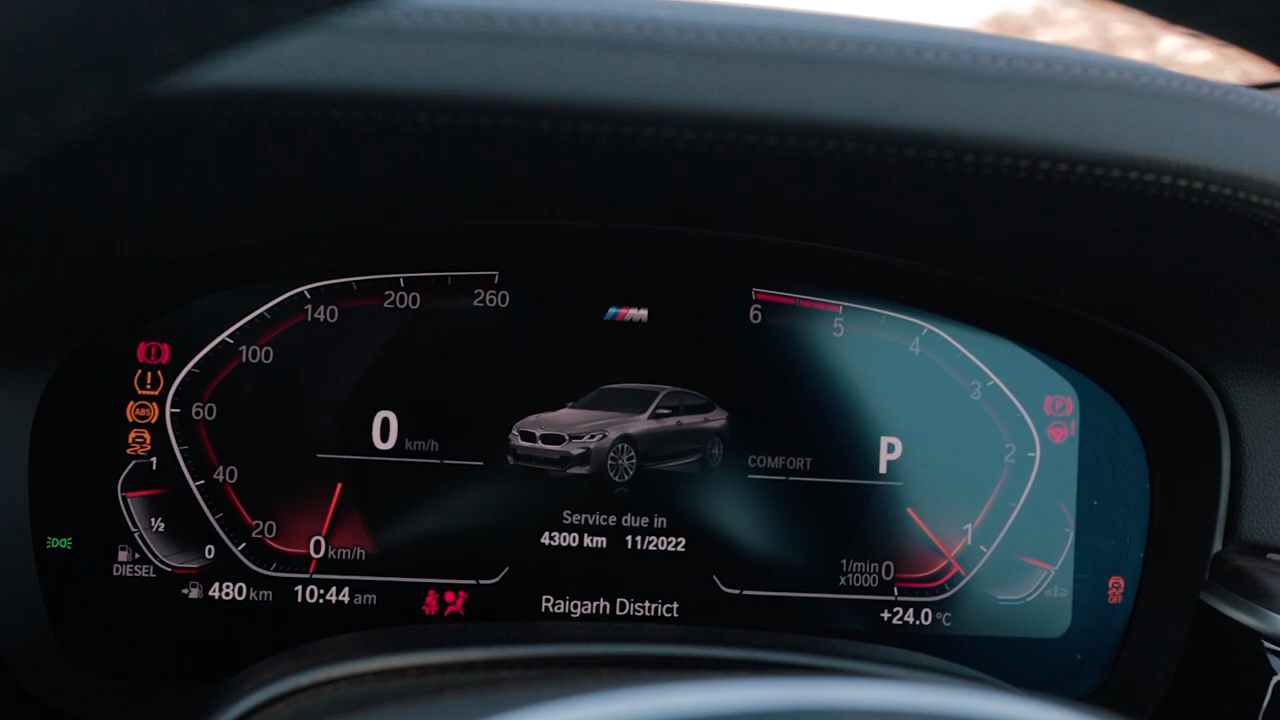 260
200
140
100
60
40
20
0 km/h
0 km/h
M
6
5
4
3
2
1
1/min
x1000 0
P
COMFORT
ABS
P
!
1
½
0
DIESEL
480 km
10:44 am
Service due in
4300 km 11/2022
Raigarh District
+24.0 °C